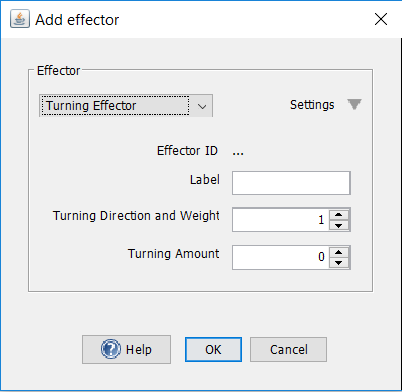 Add effector
Effector
Turning Effector
Settings
Effector ID ...
Label
Turning Direction and Weight 1
Turning Amount 0
Help OK Cancel